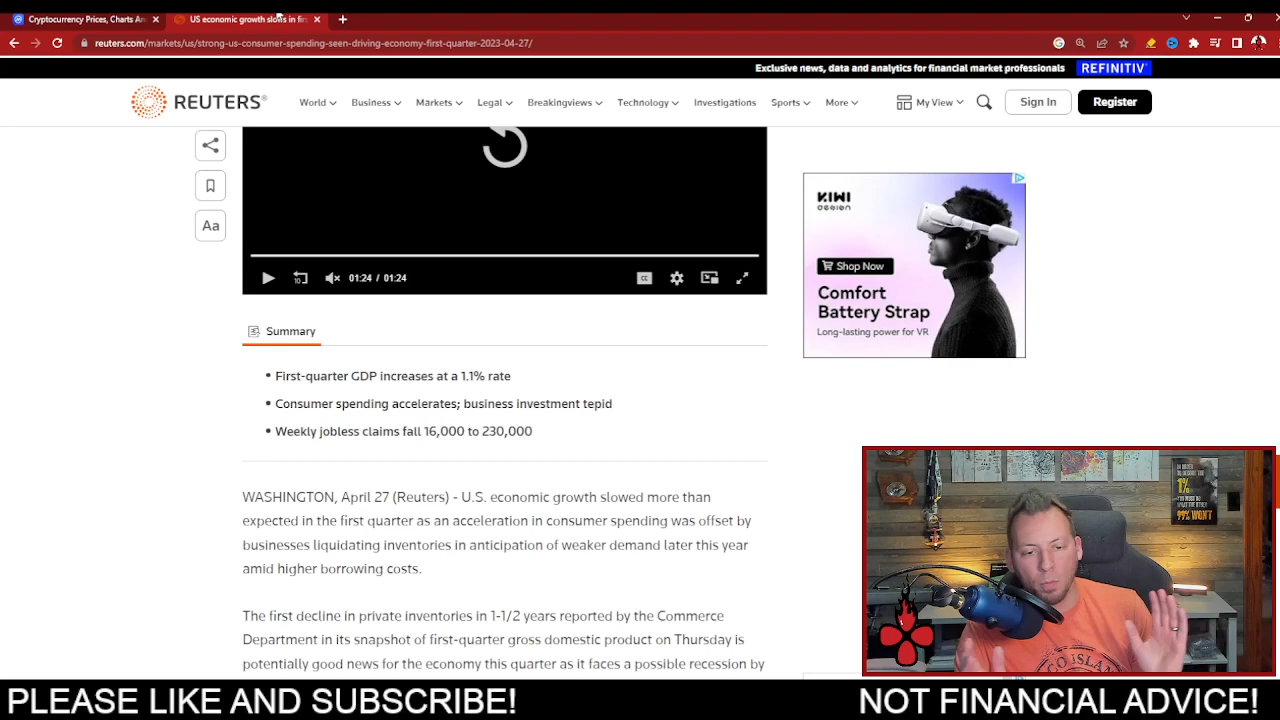 Cryptocurrency Prices, Charts An
US economic growth slows in firs
reuters.com/markets/us/strong-us-consumer-spending-seen-driving-economy-first-quarter-2023-04-27/
Exclusive news, data and analytics for financial market professionals REFINITIV
REUTERS®
World Business Markets Legal Breakingviews Technology Investigations Sports More
My View
Sign In
Register
Aa
10
01:24 / 01:24
CC
KIWI
design
Shop Now
Comfort
Battery Strap
Long-lasting power for VR
Summary
• First-quarter GDP increases at a 1.1% rate
• Consumer spending accelerates; business investment tepid
• Weekly jobless claims fall 16,000 to 230,000
WASHINGTON, April 27 (Reuters) - U.S. economic growth slowed more than
expected in the first quarter as an acceleration in consumer spending was offset by
businesses liquidating inventories in anticipation of weaker demand later this year
amid higher borrowing costs.
The first decline in private inventories in 1-1/2 years reported by the Commerce
Department in its snapshot of first-quarter gross domestic product on Thursday is
potentially good news for the economy this quarter as it faces a possible recession by
1%
99% WON'T
PLEASE LIKE AND SUBSCRIBE!
NOT FINANCIAL ADVICE!